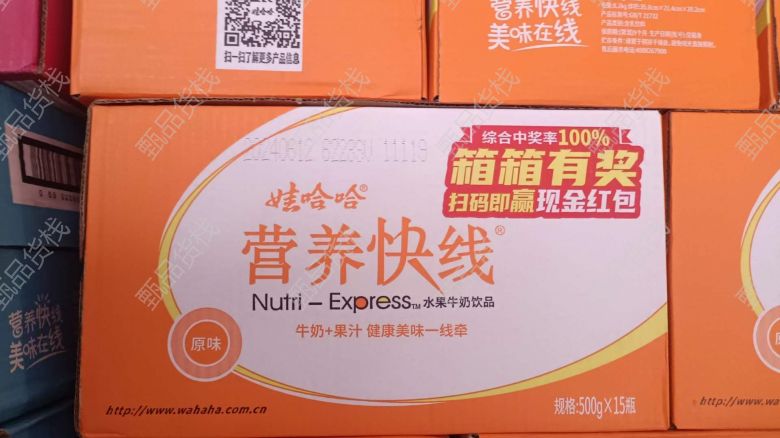 扫一扫了解更多产品信息
营养快线
美味在线
20240612 6223SV 11119
综合中奖率100%
箱箱有奖
扫码即赢现金红包
娃哈哈®
营养快线®
Nutri – Express™ 水果牛奶饮品
牛奶+果汁 健康美味一线牵
原味
http://www.wahaha.com.cn
规格:500g×15瓶
营养快线
美味在线
原
http://w
甄品货栈